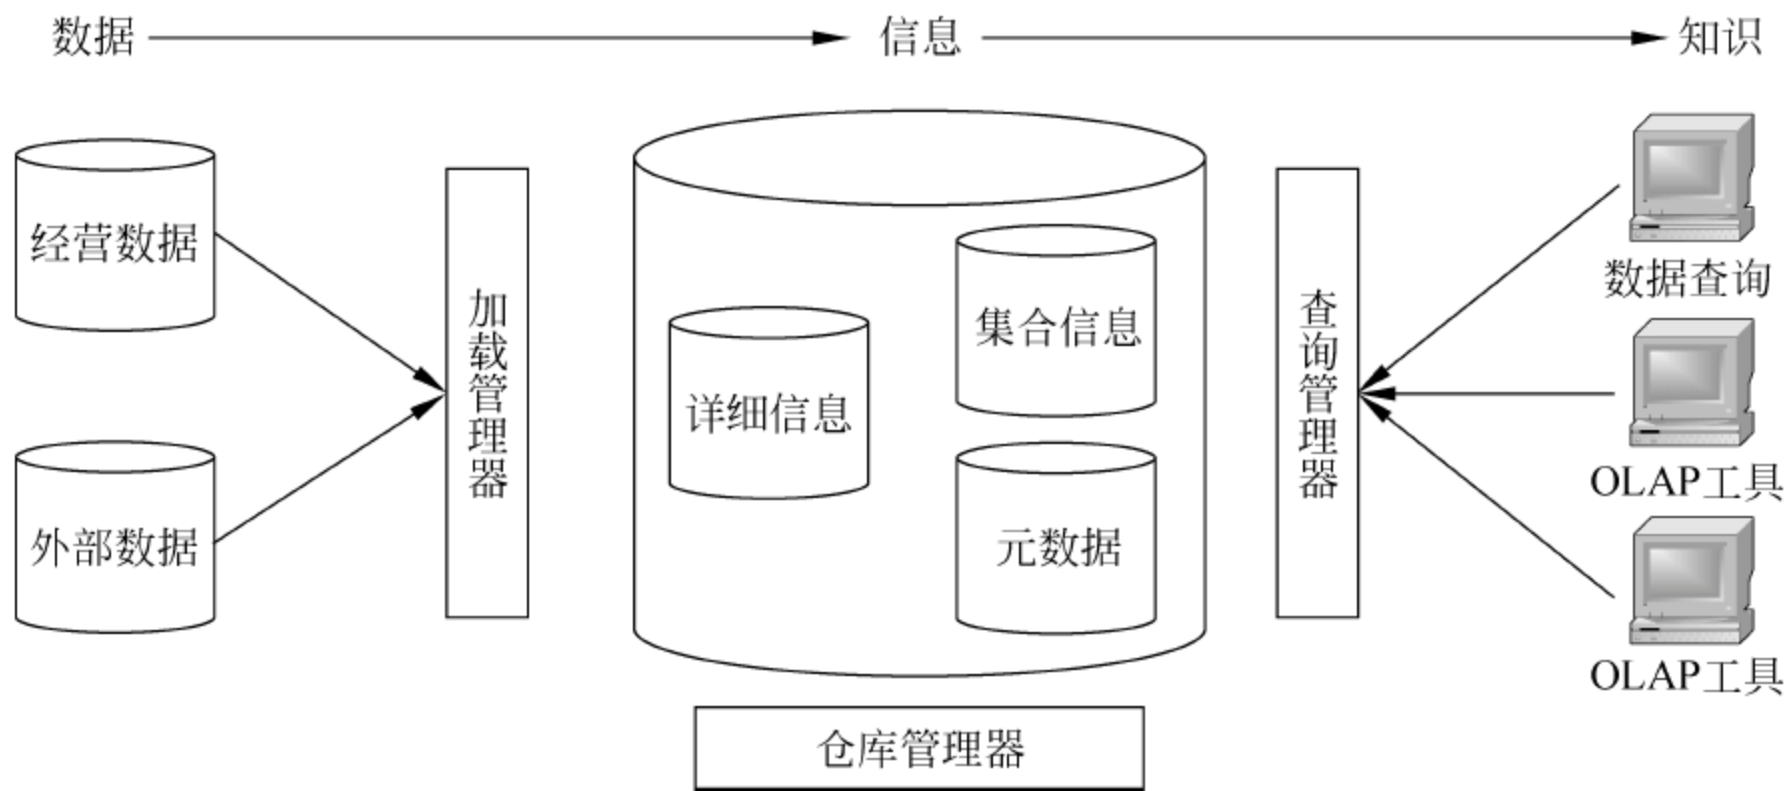 数据 信息 知识
经营数据
外部数据
加载管理器
详细信息
集合信息
元数据
仓库管理器
查询管理器
数据查询
OLAP工具
OLAP工具